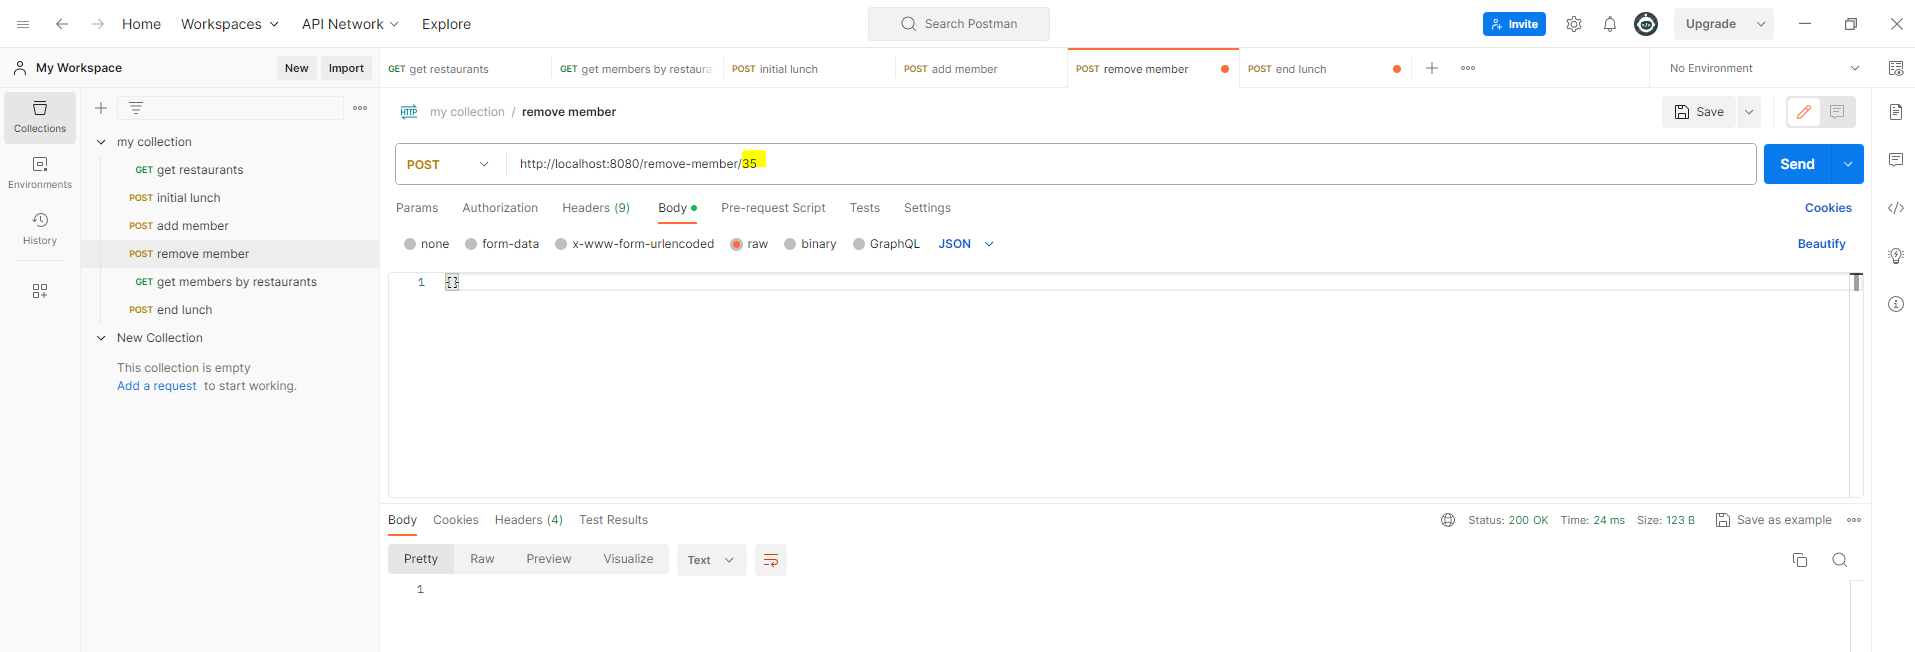 Home Workspaces API Network Explore Search Postman Invite Upgrade
My Workspace New Import GET get restaurants GET get members by restaura POST initial lunch POST add member POST remove member POST end lunch No Environment
Collections
Environments
History
my collection
GET get restaurants
POST initial lunch
POST add member
POST remove member
GET get members by restaurants
POST end lunch
New Collection
This collection is empty
Add a request to start working.
HTTP my collection / remove member Save
POST http://localhost:8080/remove-member/35 Send
Params Authorization Headers (9) Body Pre-request Script Tests Settings Cookies
none form-data x-www-form-urlencoded raw binary GraphQL JSON Beautify
1 {}
Body Cookies Headers (4) Test Results Status: 200 OK Time: 24 ms Size: 123 B Save as example
Pretty Raw Preview Visualize Text
1